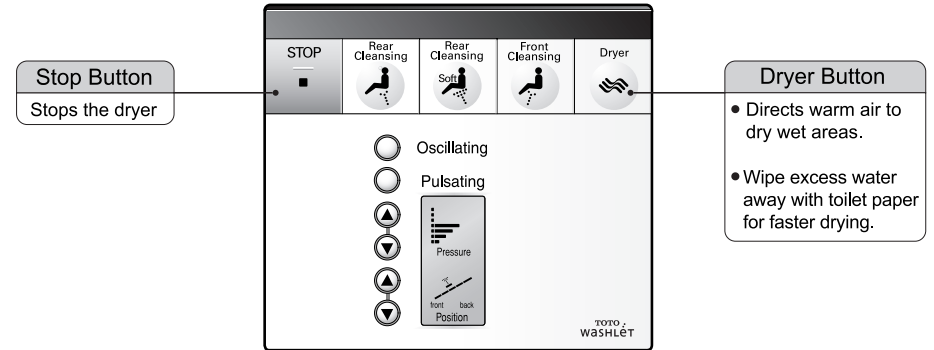 Stop Button
Stops the dryer
STOP
Rear
Cleansing
Rear
Cleansing
Soft
Front
Cleansing
Dryer
Dryer Button
• Directs warm air to
dry wet areas.
• Wipe excess water
away with toilet paper
for faster drying.
Oscillating
Pulsating
Pressure
front back
Position
TOTO
WASHLET